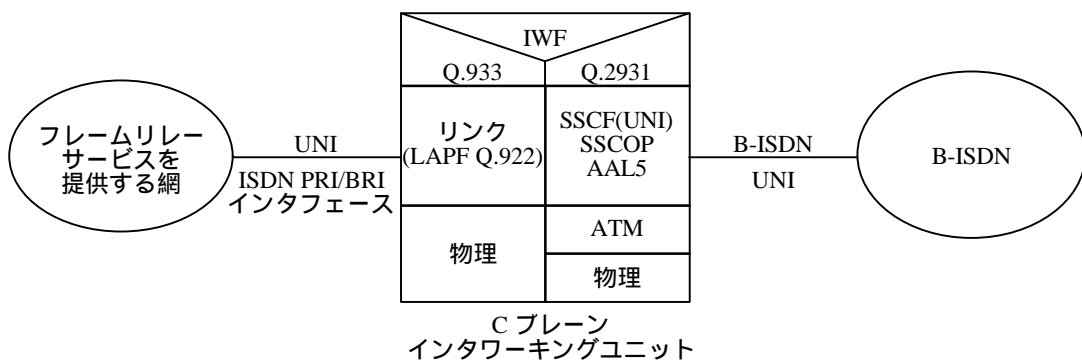 IWF
Q.933
Q.2931
フレームリレー
サービスを
提供する網
UNI
ISDN PRI/BRI
インタフェース
リンク
(LAPF Q.922)
SSCF(UNI)
SSCOP
AAL5
B-ISDN
UNI
B-ISDN
物理
ATM
物理
C プレーン
インタワーキングユニット